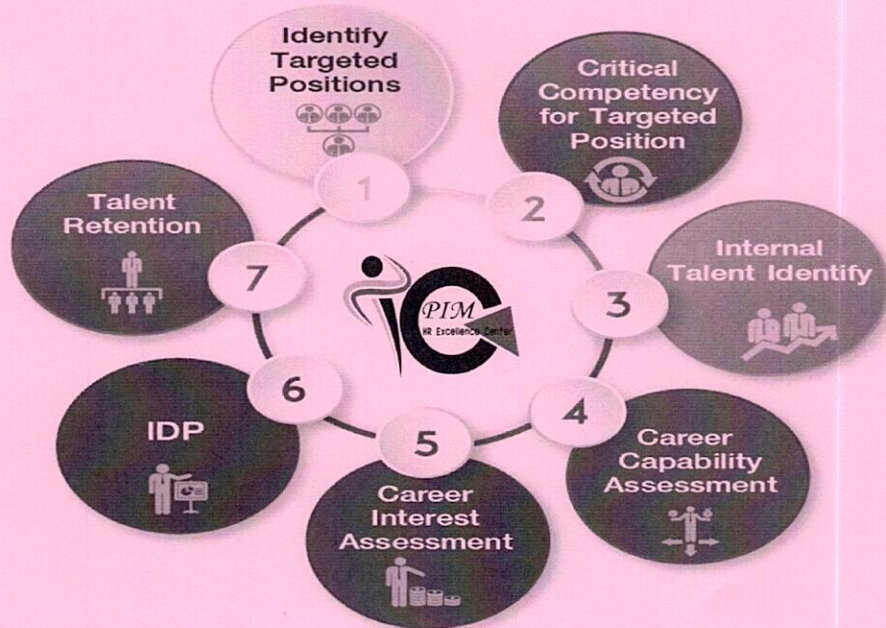 Identify
Targeted
Positions
1
Critical
Competency
for Targeted
Position
2
Internal
Talent Identify
3
Career
Capability
Assessment
4
Career
Interest
Assessment
5
IDP
6
Talent
Retention
7
PIM
HR Excellence Center